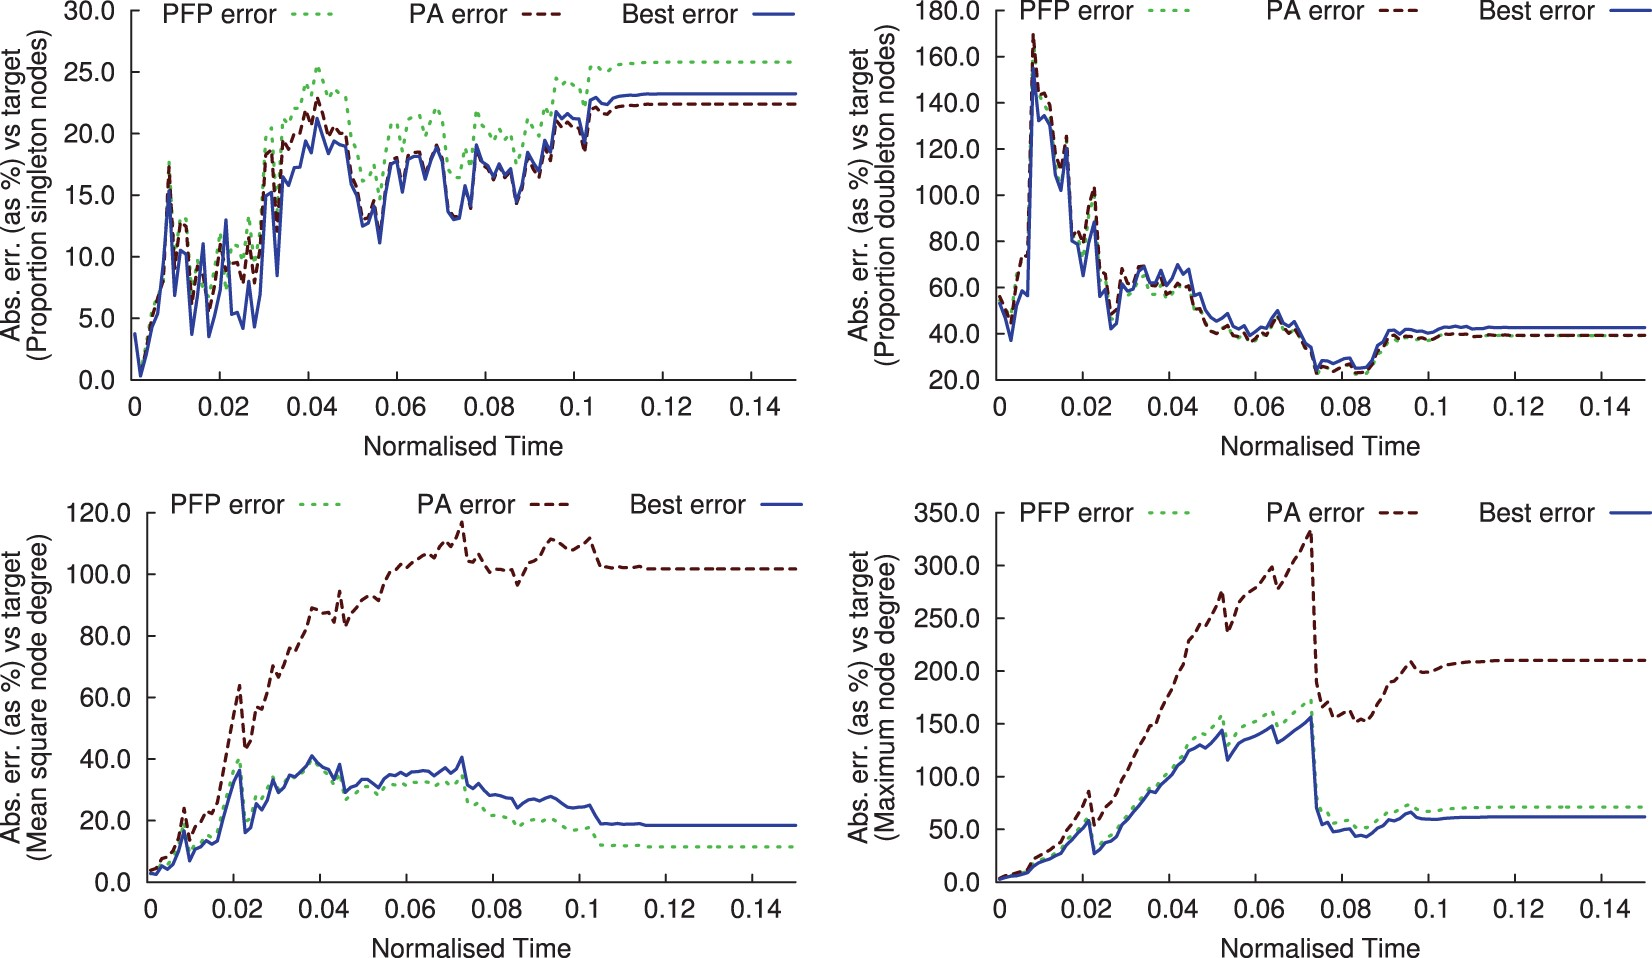 PFP error PA error Best error
Abs. err. (as %) vs target
(Proportion singleton nodes)
30.0
25.0
20.0
15.0
10.0
5.0
0.0
0 0.02 0.04 0.06 0.08 0.1 0.12 0.14
Normalised Time
PFP error PA error Best error
Abs. err. (as %) vs target
(Proportion doubleton nodes)
180.0
160.0
140.0
120.0
100.0
80.0
60.0
40.0
20.0
0 0.02 0.04 0.06 0.08 0.1 0.12 0.14
Normalised Time
PFP error PA error Best error
Abs. err. (as %) vs target
(Mean square node degree)
120.0
100.0
80.0
60.0
40.0
20.0
0.0
0 0.02 0.04 0.06 0.08 0.1 0.12 0.14
Normalised Time
PFP error PA error Best error
Abs. err. (as %) vs target
(Maximum node degree)
350.0
300.0
250.0
200.0
150.0
100.0
50.0
0.0
0 0.02 0.04 0.06 0.08 0.1 0.12 0.14
Normalised Time